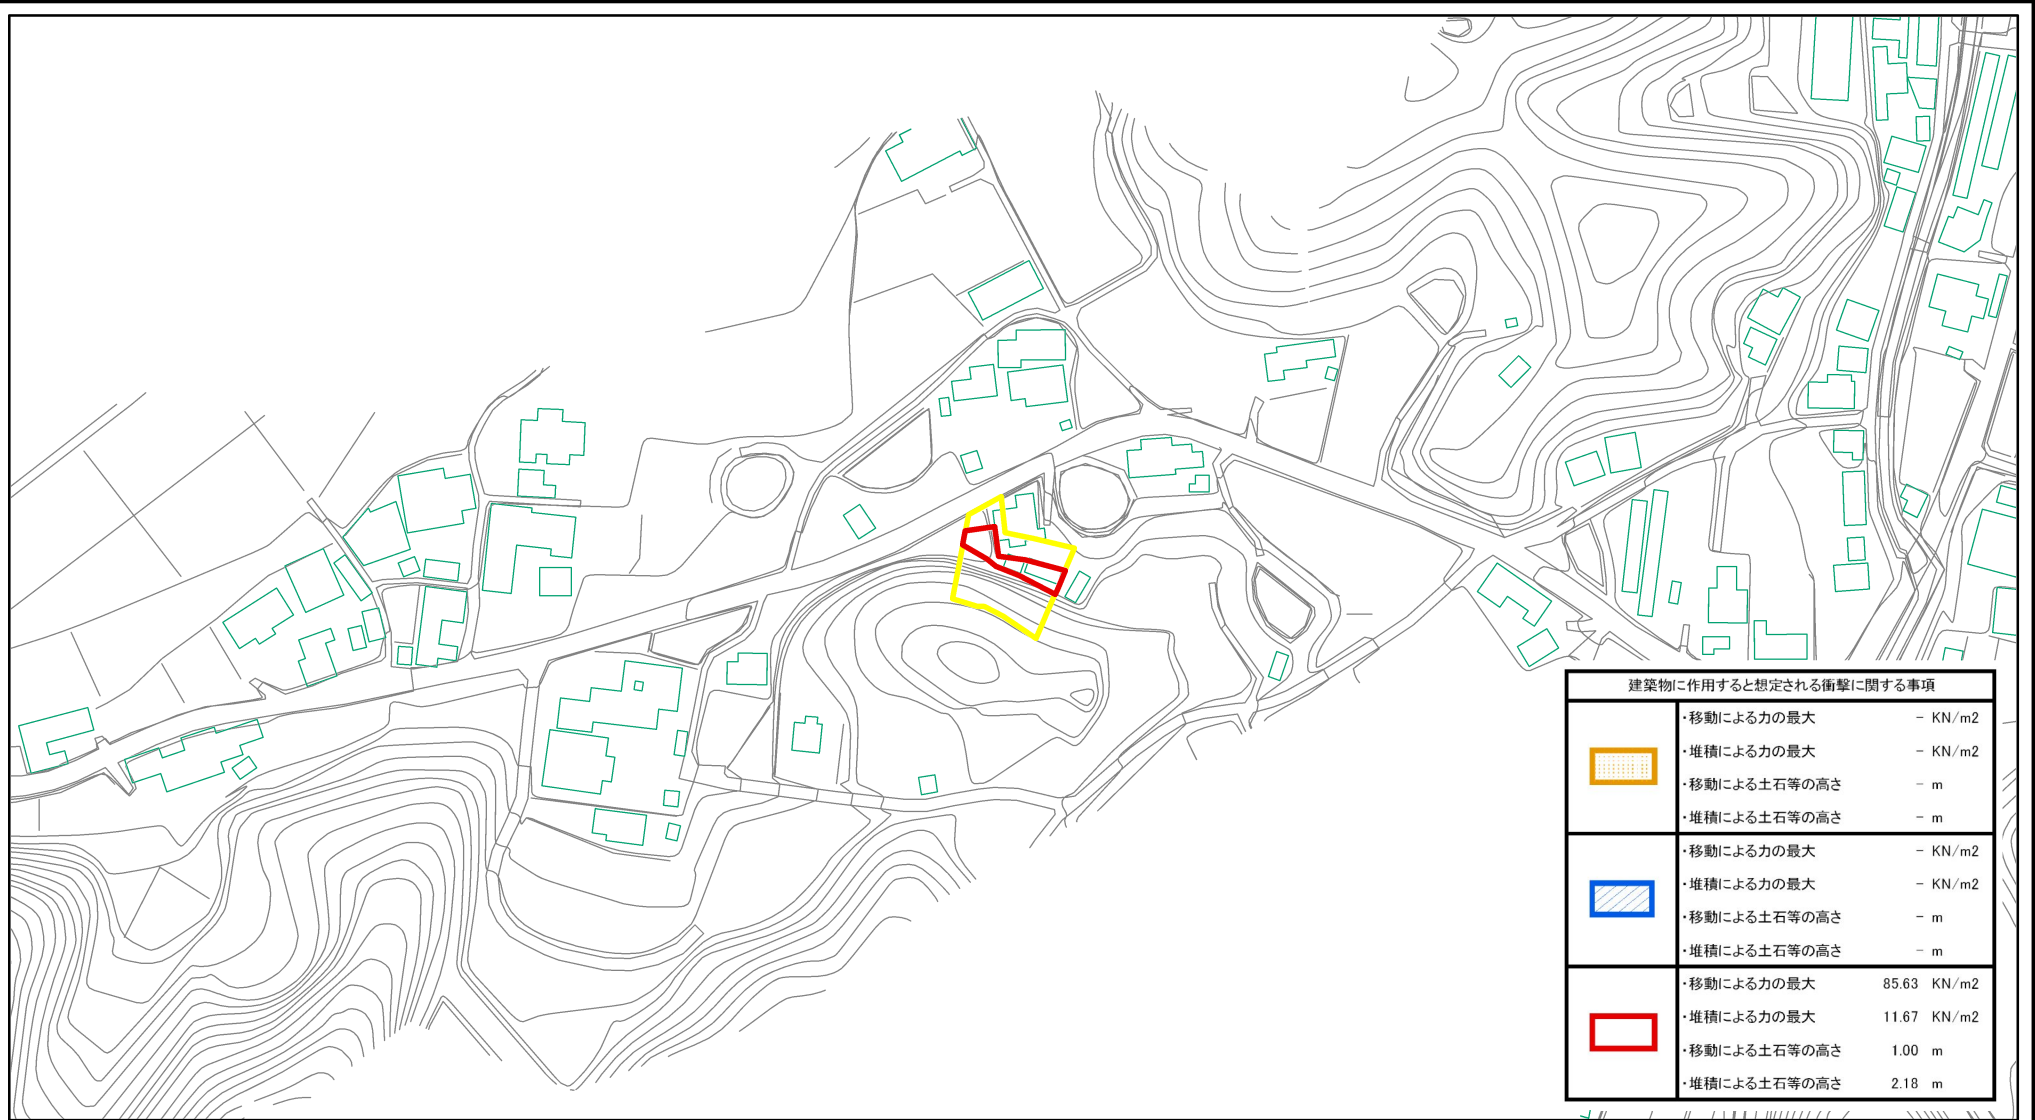 建築物に作用すると想定される衝撃に関する事項
・移動による力の最大 － KN/m2
・堆積による力の最大 － KN/m2
・移動による土石等の高さ － m
・堆積による土石等の高さ － m
・移動による力の最大 － KN/m2
・堆積による力の最大 － KN/m2
・移動による土石等の高さ － m
・堆積による土石等の高さ － m
・移動による力の最大 85.63 KN/m2
・堆積による力の最大 11.67 KN/m2
・移動による土石等の高さ 1.00 m
・堆積による土石等の高さ 2.18 m